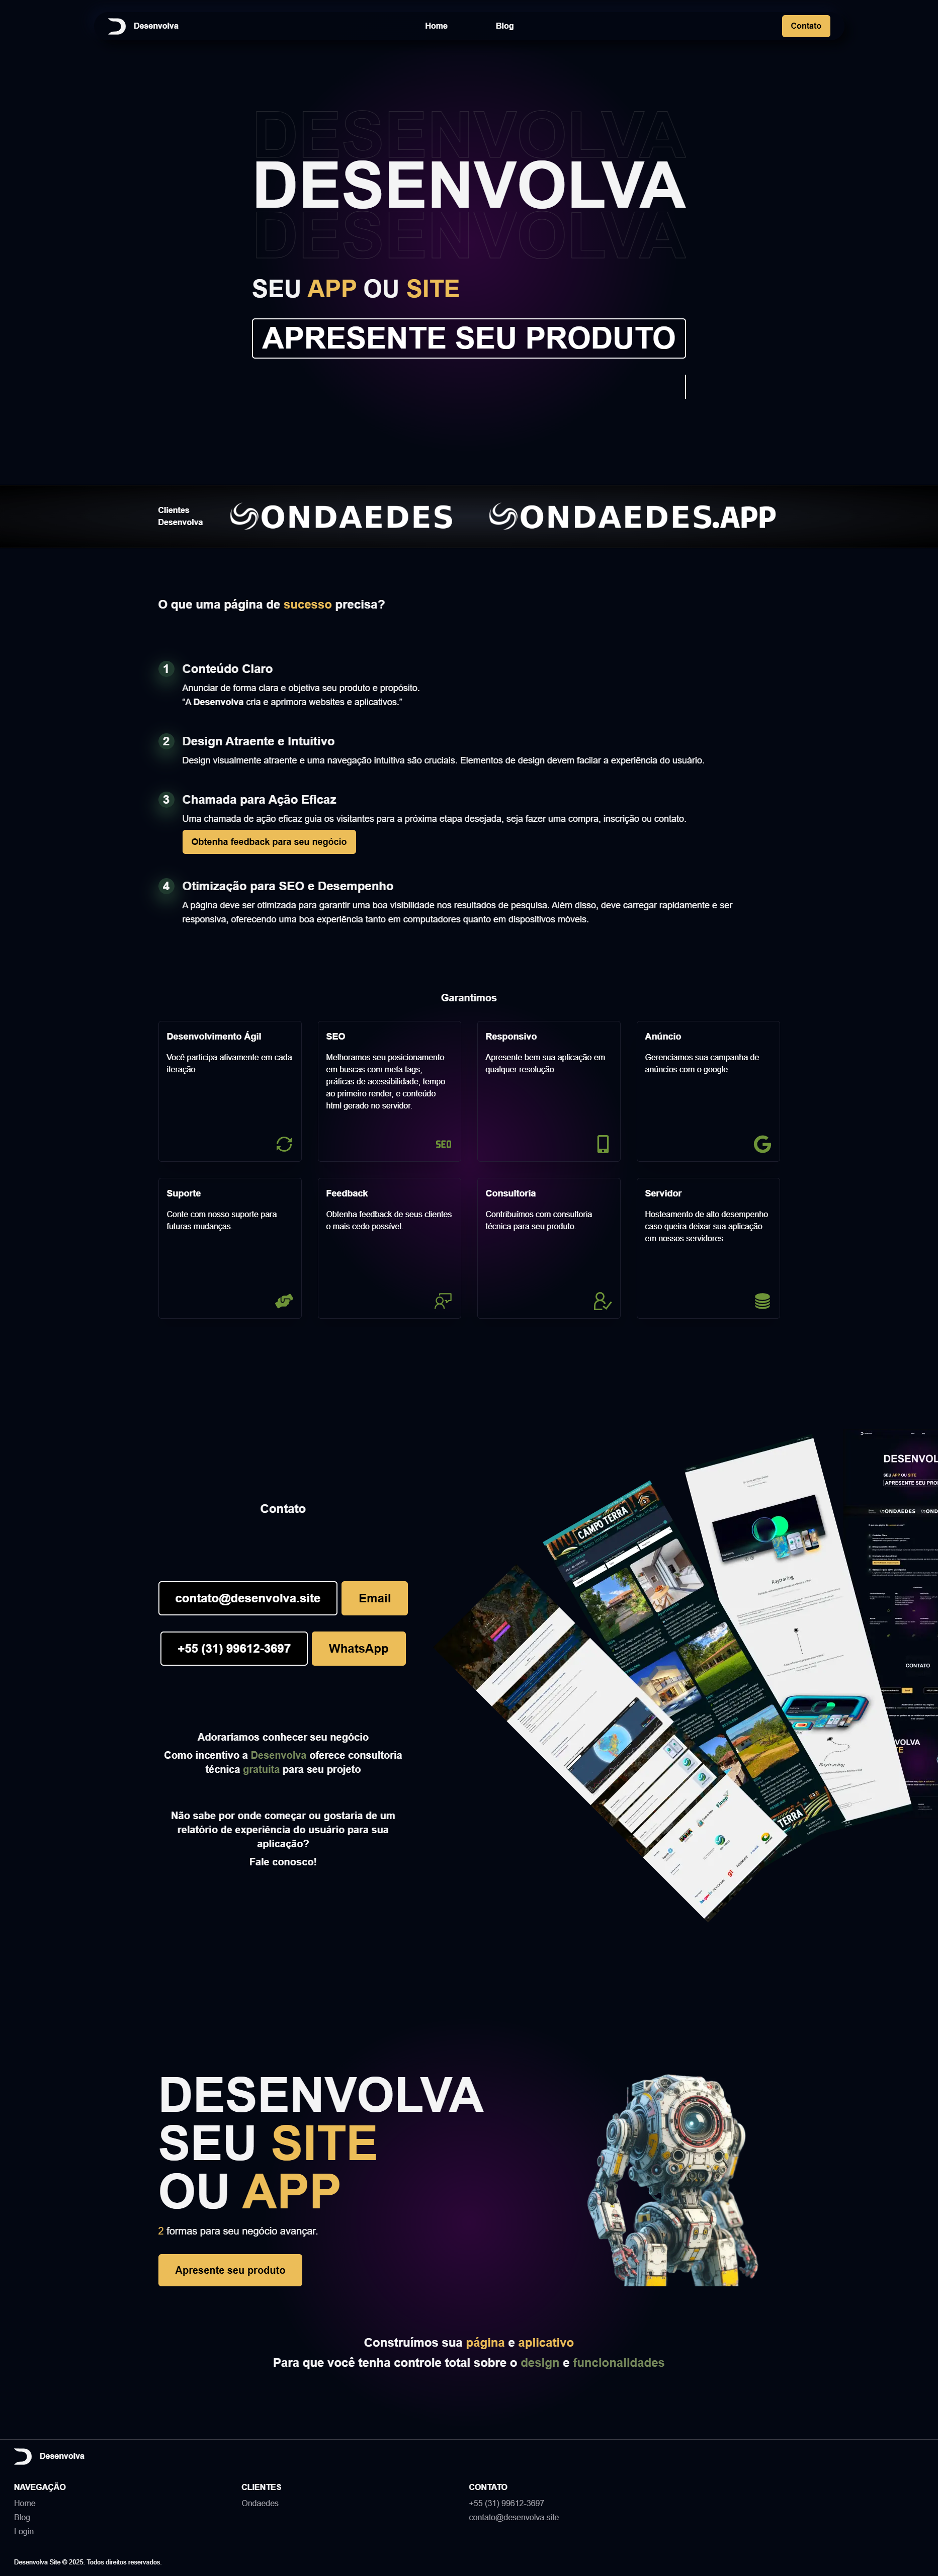 Desenvolva
Home
Blog
Contato
DESENVOLVA
DESENVOLVA
DESENVOLVA
SEU APP OU SITE
APRESENTE SEU PRODUTO
Clientes
Desenvolva
ONDAEDES
ONDAEDES.APP
O que uma página de sucesso precisa?
1
Conteúdo Claro
Anunciar de forma clara e objetiva seu produto e propósito.
"A Desenvolva cria e aprimora websites e aplicativos."
2
Design Atraente e Intuitivo
Design visualmente atraente e uma navegação intuitiva são cruciais. Elementos de design devem facilar a experiência do usuário.
3
Chamada para Ação Eficaz
Uma chamada de ação eficaz guia os visitantes para a próxima etapa desejada, seja fazer uma compra, inscrição ou contato.
Obtenha feedback para seu negócio
4
Otimização para SEO e Desempenho
A página deve ser otimizada para garantir uma boa visibilidade nos resultados de pesquisa. Além disso, deve carregar rapidamente e ser
responsiva, oferecendo uma boa experiência tanto em computadores quanto em dispositivos móveis.
Garantimos
Desenvolvimento Ágil
Você participa ativamente em cada
iteração.
SEO
Melhoramos seu posicionamento
em buscas com meta tags,
práticas de acessibilidade, tempo
ao primeiro render, e conteúdo
html gerado no servidor.
SEO
Responsivo
Apresente bem sua aplicação em
qualquer resolução.
Anúncio
Gerenciamos sua campanha de
anúncios com o google.
Suporte
Conte com nosso suporte para
futuras mudanças.
Feedback
Obtenha feedback de seus clientes
o mais cedo possível.
Consultoria
Contribuímos com consultoria
técnica para seu produto.
Servidor
Hosteamento de alto desempenho
caso queira deixar sua aplicação
em nossos servidores.
Contato
contato@desenvolva.site
Email
+55 (31) 99612-3697
WhatsApp
Adoraríamos conhecer seu negócio
Como incentivo a Desenvolva oferece consultoria
técnica gratuita para seu projeto
Não sabe por onde começar ou gostaria de um
relatório de experiência do usuário para sua
aplicação?
Fale conosco!
CAMPO TERRA
Raytracing
Raytracing
TERRA
DESENVOL
SEU APP OU SITE
APRESENTE SEU PRO
ONDAEDES
CONTATO
DESENVOLVA
SEU SITE
OU APP
2 formas para seu negócio avançar.
Apresente seu produto
Construímos sua página e aplicativo
Para que você tenha controle total sobre o design e funcionalidades
Desenvolva
NAVEGAÇÃO
Home
Blog
Login
CLIENTES
Ondaedes
CONTATO
+55 (31) 99612-3697
contato@desenvolva.site
Desenvolva Site © 2025. Todos direitos reservados.